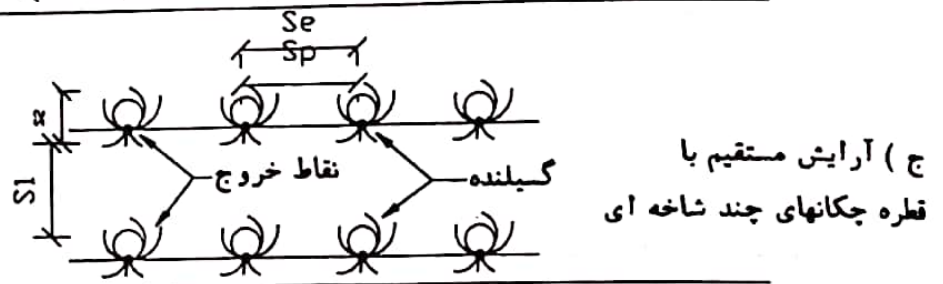 Se
Sp
x
S1
نقاط خروج
گسیلنده
ج ) آرایش مستقیم با
قطره چکانهای چند شاخه ای